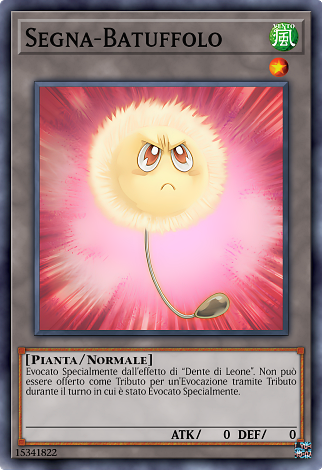 Segna-Batuffolo
VENTO
風
[Pianta/Normale]
Evocato Specialmente dall'effetto di "Dente di Leone". Non può
essere offerto come Tributo per un'Evocazione tramite Tributo
durante il turno in cui è stato Evocato Specialmente.
ATK/ 0 DEF/ 0
15341822